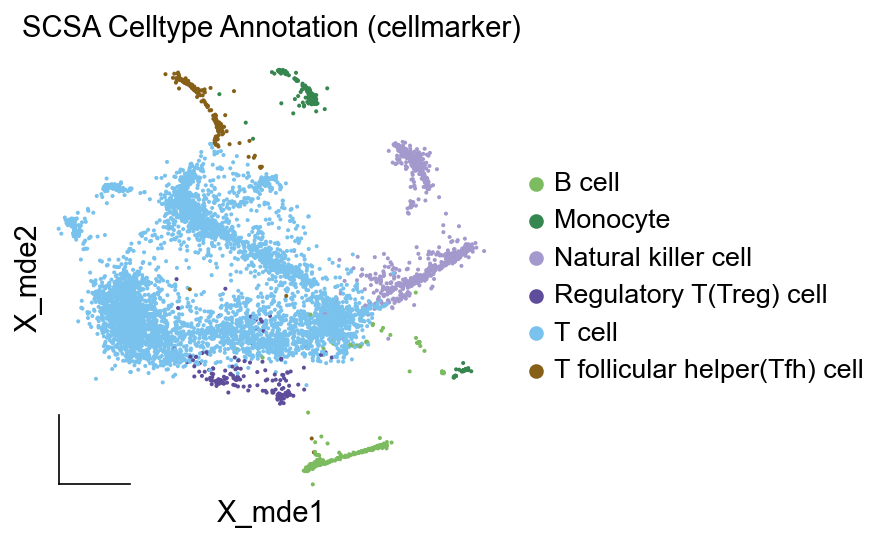 SCSA Celltype Annotation (cellmarker)
B cell
Monocyte
Natural killer cell
Regulatory T(Treg) cell
T cell
T follicular helper(Tfh) cell
X_mde2
X_mde1